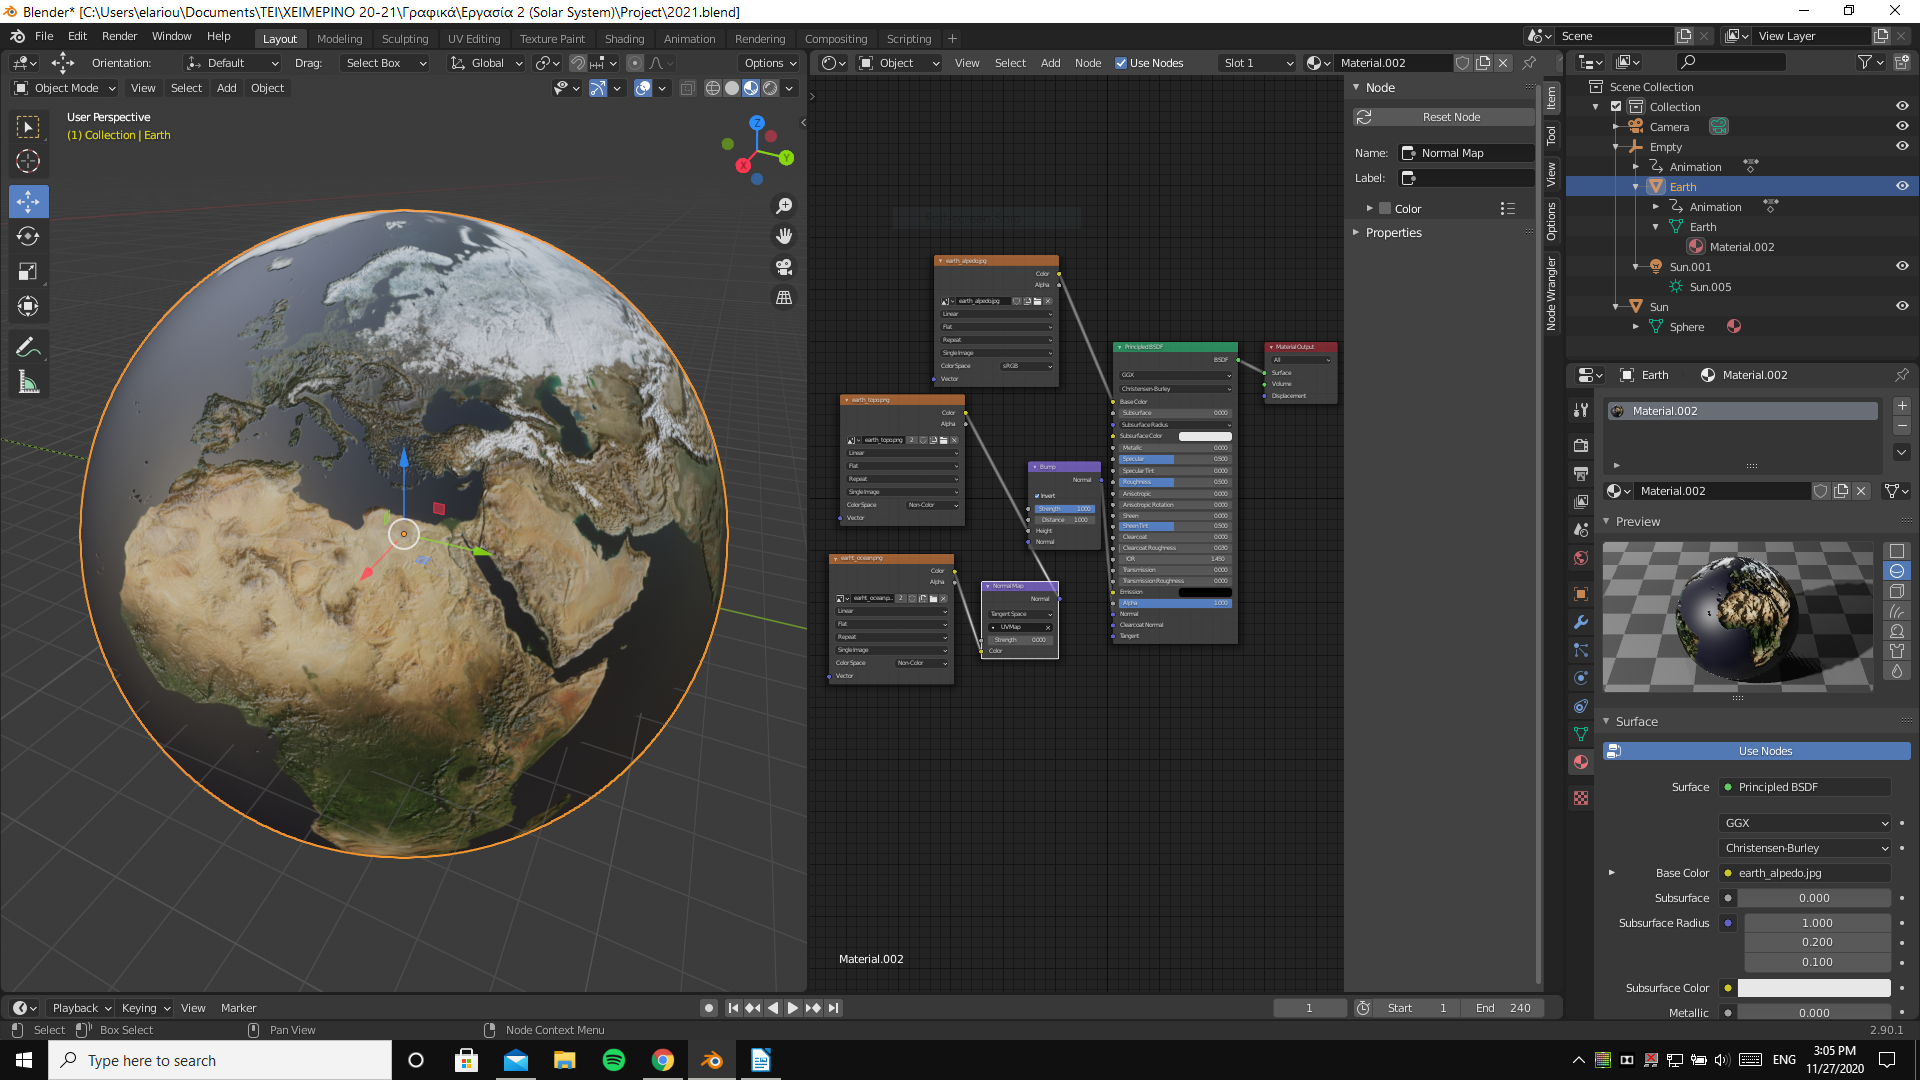 Blender* [C:\Users\elariou\Documents\TEI\ΧΕΙΜΕΡΙΝΟ 20-21\Γραφικά\Εργασία 2 (Solar System)\Project\2021.blend]
File Edit Render Window Help Layout Modeling Sculpting UV Editing Texture Paint Shading Animation Rendering Compositing Scripting + Scene View Layer
Orientation: Default Drag: Select Box Global Options
Object View Select Add Node Use Nodes Slot 1 Material.002
Object Mode View Select Add Object
User Perspective
(1) Collection | Earth
Z
Y
X
earth_alpedo.jpg
Color
Alpha
earth_alpedo.jpg
Linear
Flat
Repeat
Single Image
Color Space sRGB
Vector
earth_topo.png
Color
Alpha
earth_topo.png 2
Linear
Flat
Repeat
Single Image
Color Space Non-Color
Vector
earht_ocean.png
Color
Alpha
earht_ocean.p... 2
Linear
Flat
Repeat
Single Image
Color Space Non-Color
Vector
Bump
Normal
Invert
Strength 1.000
Distance 1.000
Height
Normal
Normal Map
Normal
Tangent Space
UVMap
Strength 0.000
Color
Principled BSDF
BSDF
GGX
Christensen-Burley
Base Color
Subsurface 0.000
Subsurface Radius
Subsurface Color
Metallic 0.000
Specular 0.500
Specular Tint 0.000
Roughness 0.500
Anisotropic 0.000
Anisotropic Rotation 0.000
Sheen 0.000
Sheen Tint 0.500
Clearcoat 0.000
Clearcoat Roughness 0.030
IOR 1.450
Transmission 0.000
Transmission Roughness 0.000
Emission
Alpha 1.000
Normal
Clearcoat Normal
Tangent
Material Output
All
Surface
Volume
Displacement
Material.002
Node
Reset Node
Name: Normal Map
Label:
Color
Properties
Item
Tool
View
Options
Node Wrangler
Scene Collection
Collection
Camera
Empty
Animation
Earth
Animation
Earth
Material.002
Sun.001
Sun.005
Sun
Sphere
Earth Material.002
Material.002
Material.002
Preview
Surface
Use Nodes
Surface Principled BSDF
GGX
Christensen-Burley
Base Color earth_alpedo.jpg
Subsurface 0.000
Subsurface Radius 1.000
0.200
0.100
Subsurface Color
Metallic 0.000
Playback Keying View Marker 1 Start 1 End 240
Select Box Select Pan View Node Context Menu 2.90.1
Type here to search
ENG
3:05 PM
11/27/2020